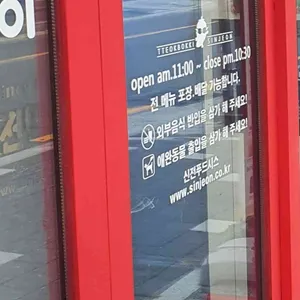 OI
TTEOKBOKKI SINJEON
open am.11:00 ~ close pm.10:30
전 메뉴 포장, 배달 가능합니다.
외부음식 반입을 삼가 해 주세요!
애완동물 출입을 삼가 해 주세요!
신전푸드시스
www.sinjeon.co.kr